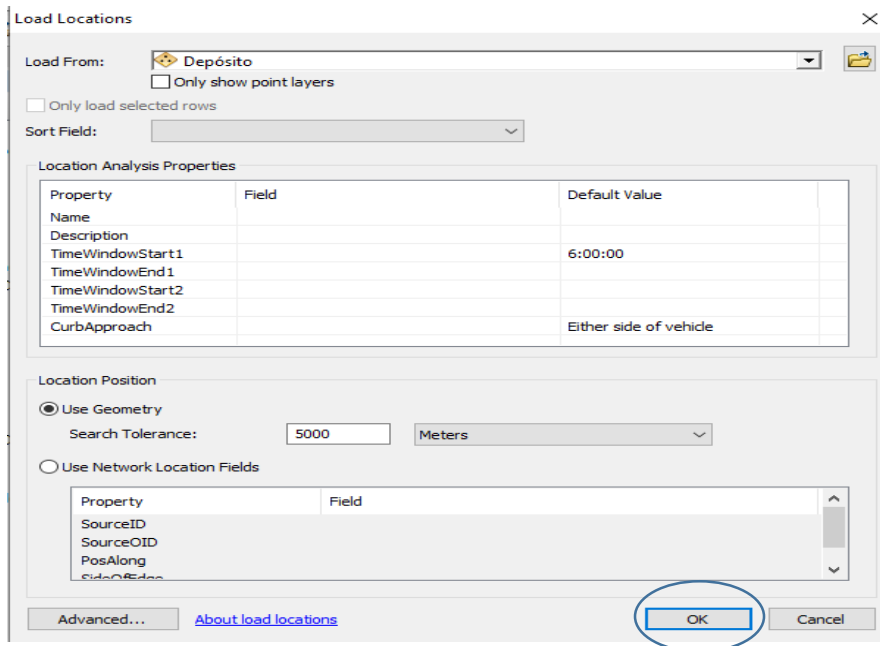 Load Locations
Load From: Depósito
Only show point layers
Only load selected rows
Sort Field:
Location Analysis Properties
Property Field Default Value
Name
Description
TimeWindowStart1 6:00:00
TimeWindowEnd1
TimeWindowStart2
TimeWindowEnd2
CurbApproach Either side of vehicle
Location Position
Use Geometry
Search Tolerance: 5000 Meters
Use Network Location Fields
Property Field
SourceID
SourceOID
PosAlong
SideOfEdge
Advanced... About load locations OK Cancel